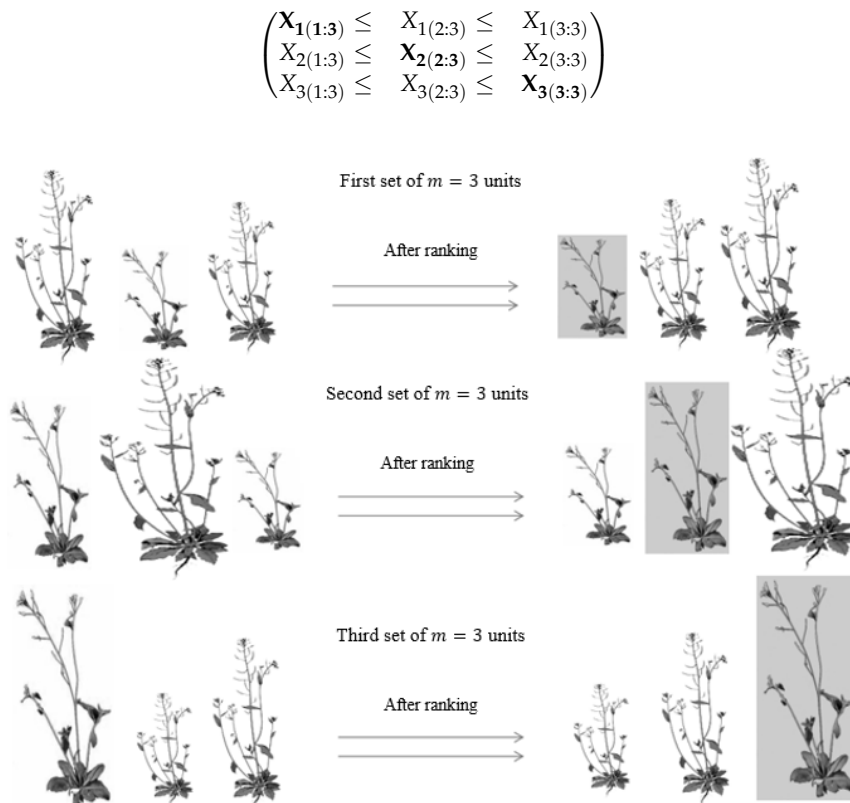 X1(1:3) ≤ X1(2:3) ≤ X1(3:3)
X2(1:3) ≤ X2(2:3) ≤ X2(3:3)
X3(1:3) ≤ X3(2:3) ≤ X3(3:3)
First set of m = 3 units
After ranking
Second set of m = 3 units
After ranking
Third set of m = 3 units
After ranking